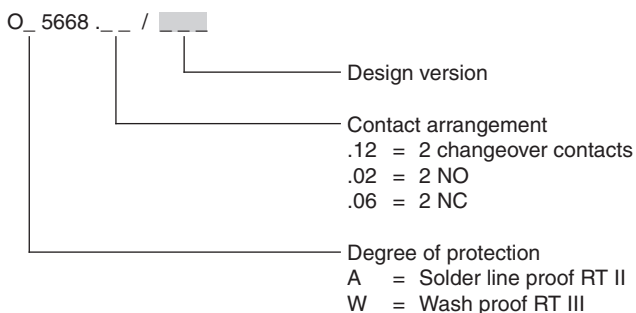 O_ 5668 ._ _ / _ _ _
Design version
Contact arrangement
.12 = 2 changeover contacts
.02 = 2 NO
.06 = 2 NC
Degree of protection
A = Solder line proof RT II
W = Wash proof RT III